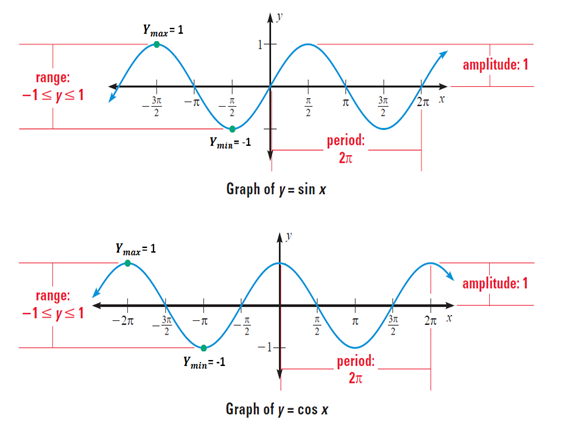 Ymax= 1
y
1
amplitude: 1
range:
−1 ≤ y ≤ 1
−3π/2
−π
−π/2
π/2
π
3π/2
2π
x
Ymin= -1
period:
2π
Graph of y = sin x
Ymax= 1
y
amplitude: 1
range:
−1 ≤ y ≤ 1
−2π
−3π/2
−π
−π/2
π/2
π
3π/2
2π
x
−1
Ymin= -1
period:
2π
Graph of y = cos x